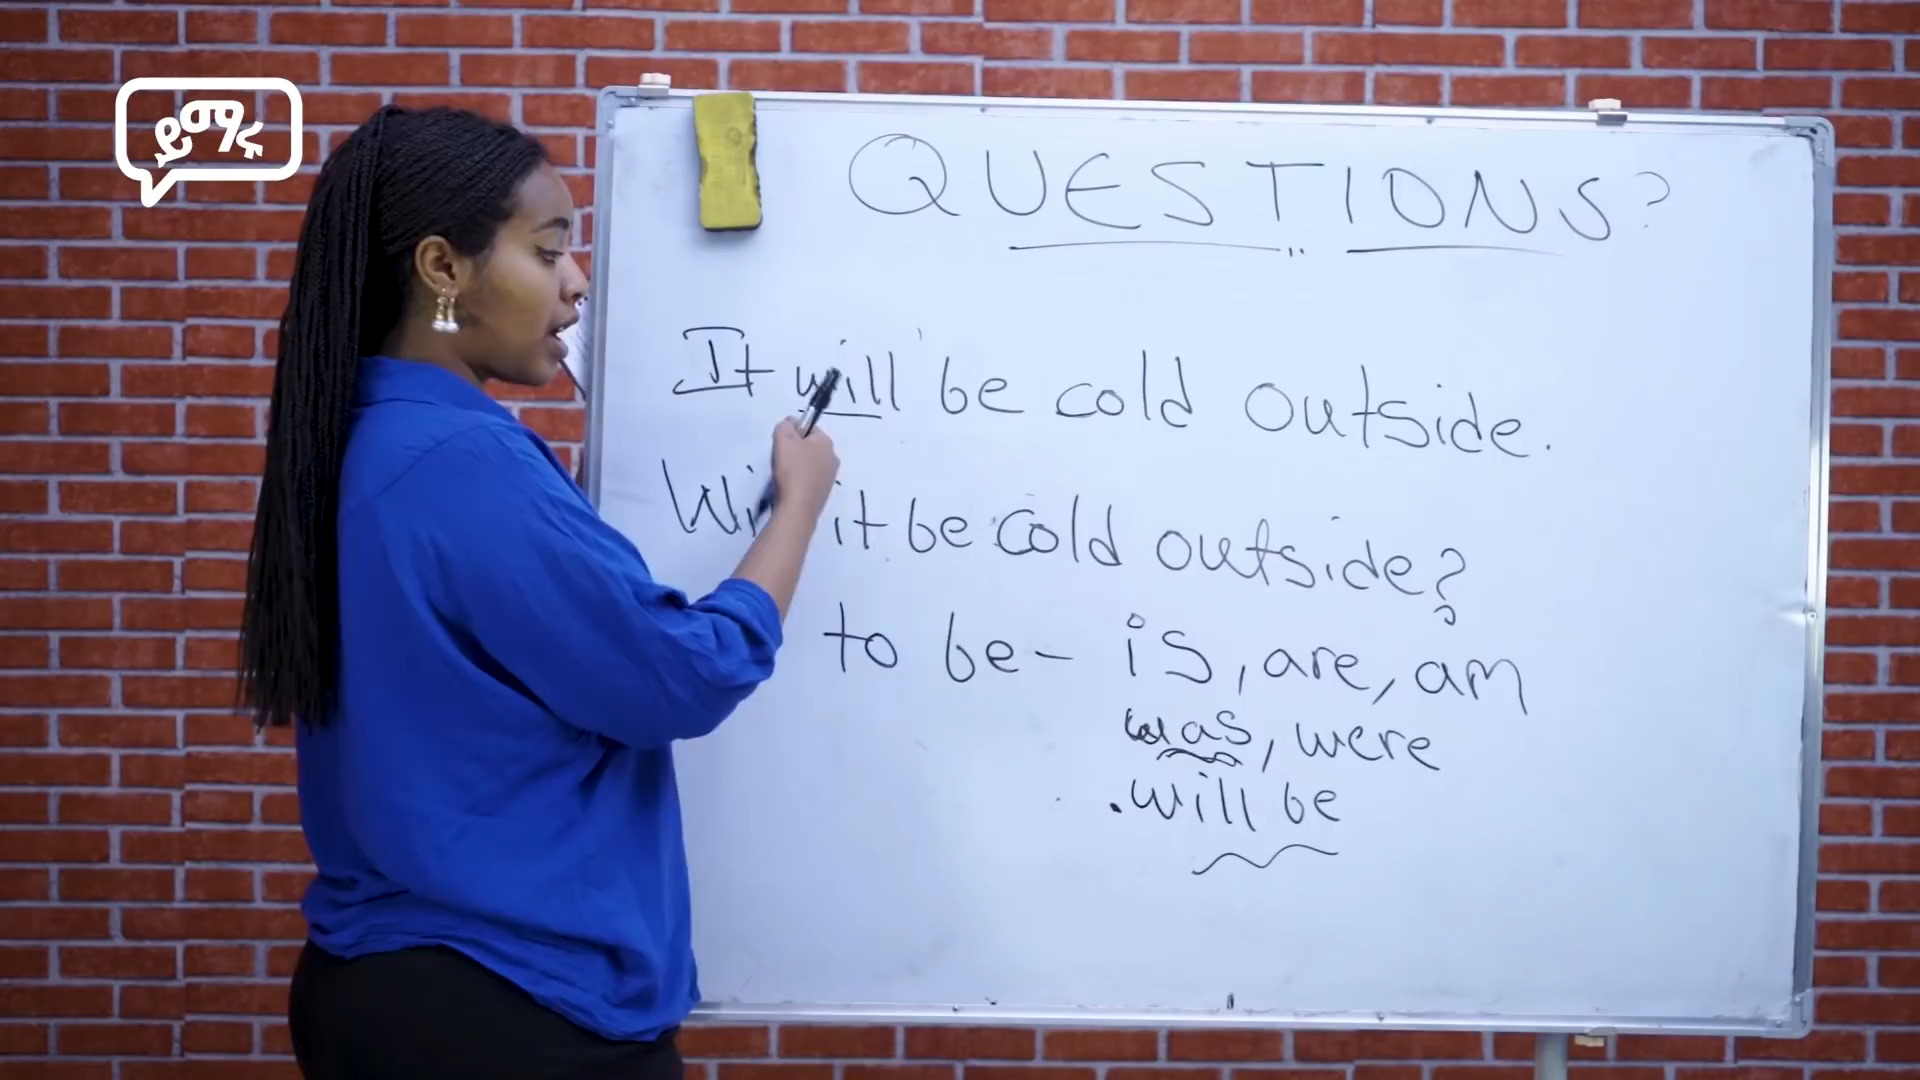 ይማሩ
QUESTIONS?
It will be cold outside.
it be cold outside?
to be - is, are, am
was, were
will be